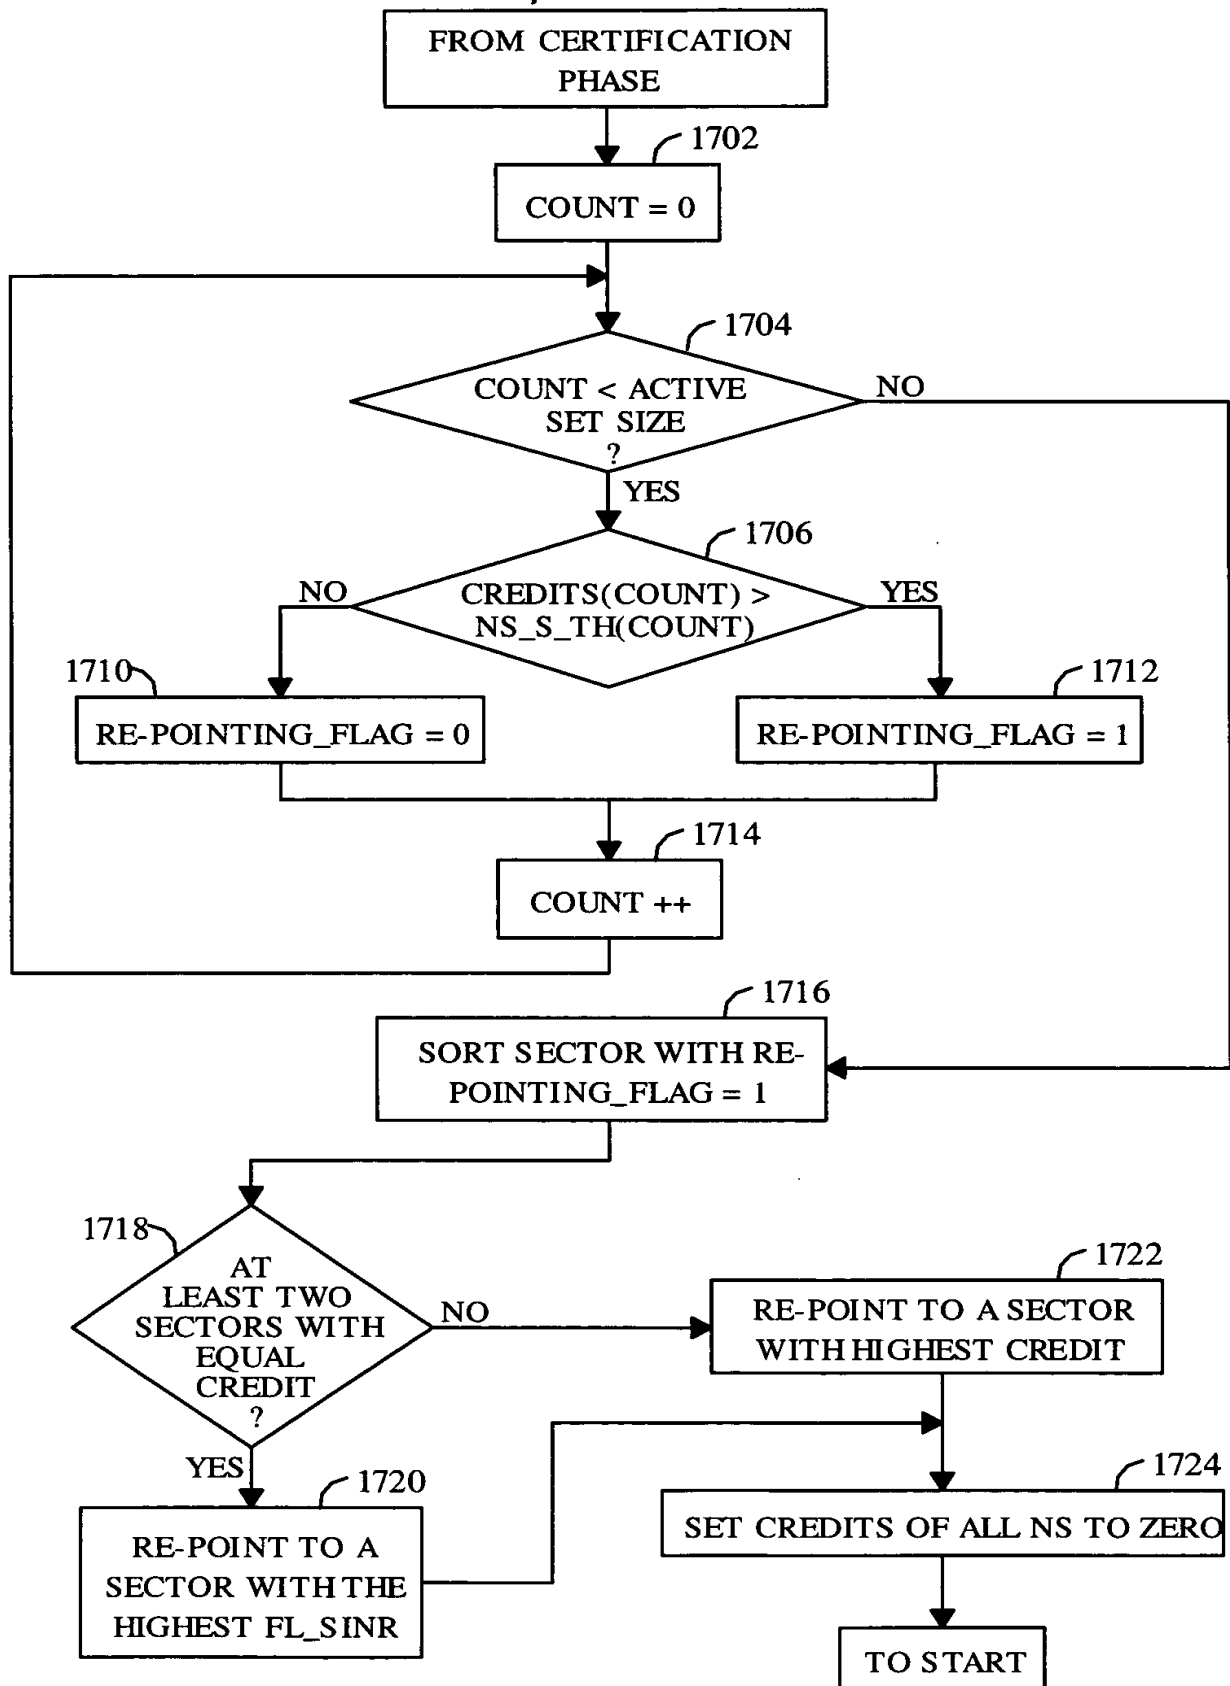 FROM CERTIFICATION
PHASE
1702
COUNT = 0
1704
COUNT < ACTIVE
SET SIZE
?
NO
YES
1706
NO
CREDITS(COUNT) >
NS_S_TH(COUNT)
YES
1710
RE-POINTING_FLAG = 0
1712
RE-POINTING_FLAG = 1
1714
COUNT ++
1716
SORT SECTOR WITH RE-
POINTING_FLAG = 1
1718
AT
LEAST TWO
SECTORS WITH
EQUAL
CREDIT
?
NO
1722
RE-POINT TO A SECTOR
WITH HIGHEST CREDIT
YES
1720
RE-POINT TO A
SECTOR WITH THE
HIGHEST FL_SINR
1724
SET CREDITS OF ALL NS TO ZERO
TO START